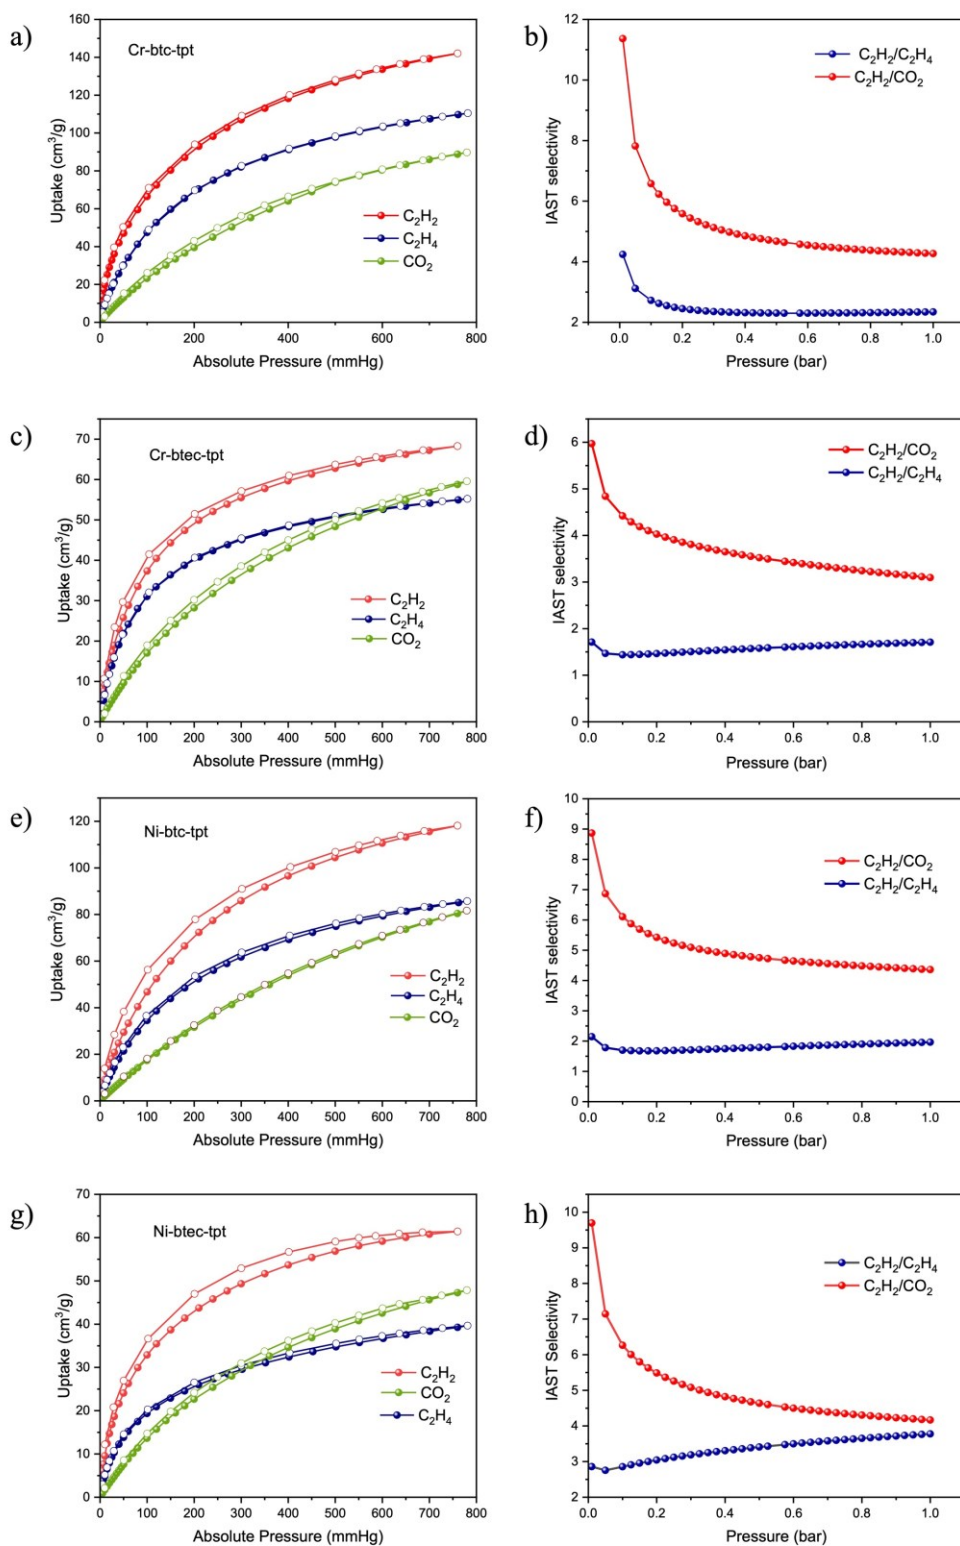 a)
Cr-btc-tpt
Uptake (cm³/g)
160
140
120
100
80
60
40
20
0
C₂H₂
C₂H₄
CO₂
0 100 200 300 400 500 600 700 800
Absolute Pressure (mmHg)
b)
IAST selectivity
12
10
8
6
4
2
C₂H₂/C₂H₄
C₂H₂/CO₂
0.0 0.2 0.4 0.6 0.8 1.0
Pressure (bar)
c)
Cr-btec-tpt
Uptake (cm³/g)
70
60
50
40
30
20
10
0
C₂H₂
C₂H₄
CO₂
0 100 200 300 400 500 600 700 800
Absolute Pressure (mmHg)
d)
IAST selectivity
6
5
4
3
2
1
0
C₂H₂/CO₂
C₂H₂/C₂H₄
0.0 0.2 0.4 0.6 0.8 1.0
Pressure (bar)
e)
Ni-btc-tpt
Uptake (cm³/g)
120
100
80
60
40
20
0
C₂H₂
C₂H₄
CO₂
0 100 200 300 400 500 600 700 800
Absolute Pressure (mmHg)
f)
IAST selectivity
10
9
8
7
6
5
4
3
2
1
0
C₂H₂/CO₂
C₂H₂/C₂H₄
0.0 0.2 0.4 0.6 0.8 1.0
Pressure (bar)
g)
Ni-btec-tpt
Uptake (cm³/g)
70
60
50
40
30
20
10
0
C₂H₂
CO₂
C₂H₄
0 100 200 300 400 500 600 700 800
Absolute Pressure (mmHg)
h)
IAST Selectivity
10
9
8
7
6
5
4
3
2
C₂H₂/C₂H₄
C₂H₂/CO₂
0.0 0.2 0.4 0.6 0.8 1.0
Pressure (bar)